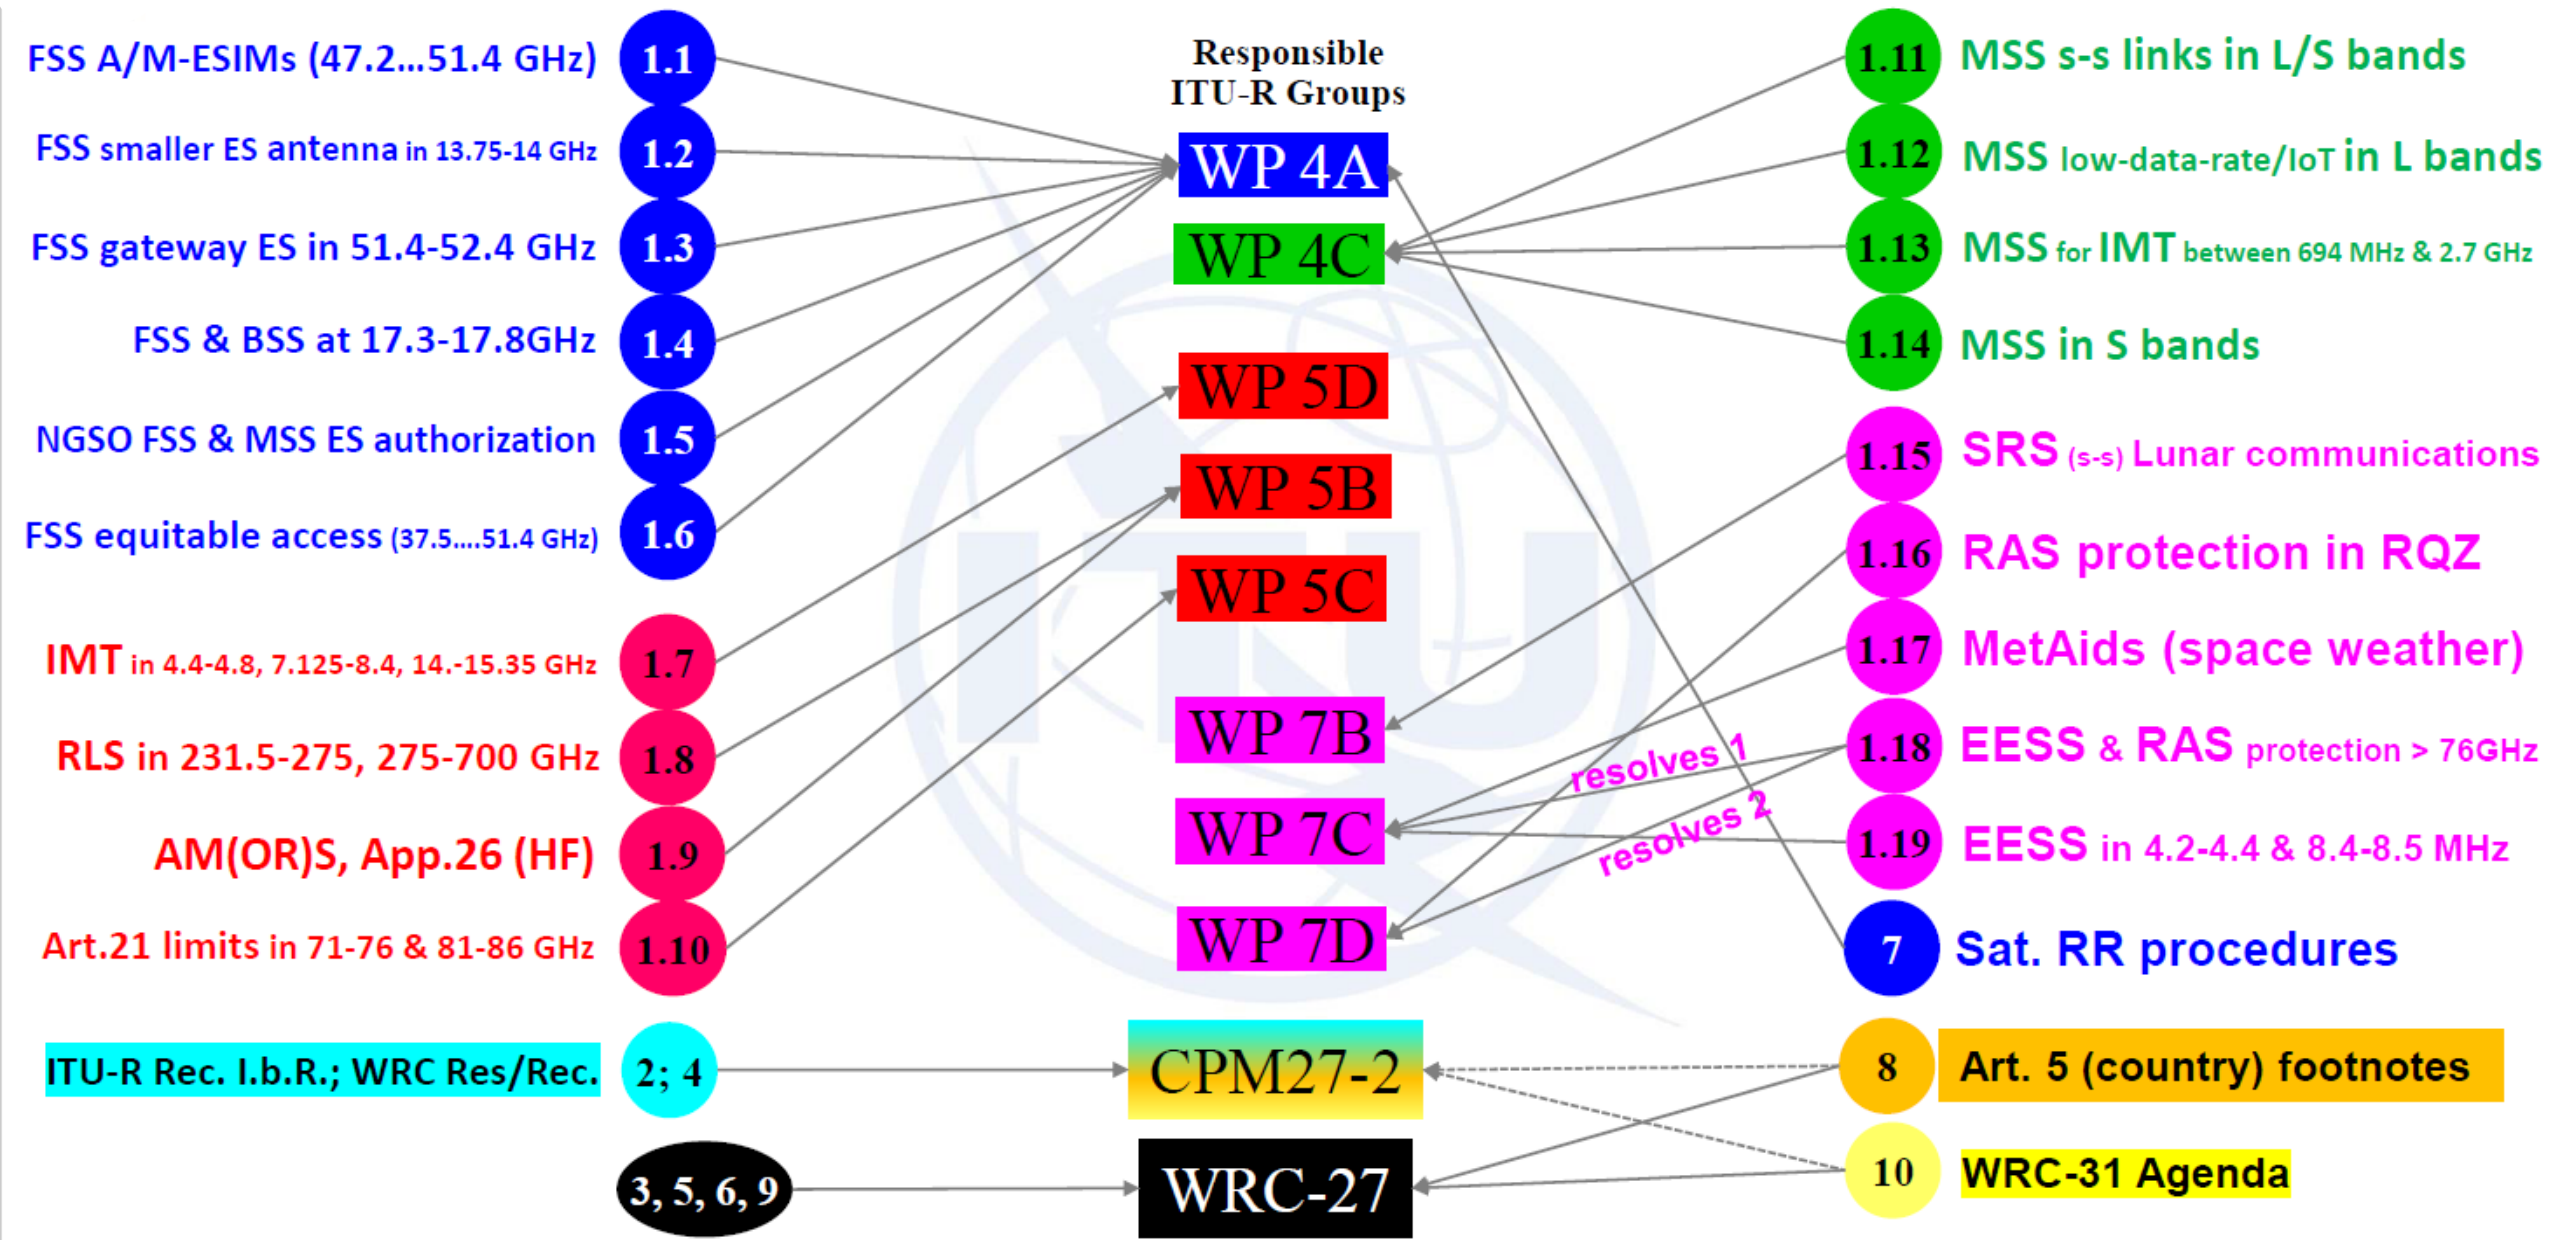 FSS A/M-ESIMs (47.2...51.4 GHz)
1.1
FSS smaller ES antenna in 13.75-14 GHz
1.2
FSS gateway ES in 51.4-52.4 GHz
1.3
FSS & BSS at 17.3-17.8GHz
1.4
NGSO FSS & MSS ES authorization
1.5
FSS equitable access (37.5....51.4 GHz)
1.6
IMT in 4.4-4.8, 7.125-8.4, 14.-15.35 GHz
1.7
RLS in 231.5-275, 275-700 GHz
1.8
AM(OR)S, App.26 (HF)
1.9
Art.21 limits in 71-76 & 81-86 GHz
1.10
ITU-R Rec. I.b.R.; WRC Res/Rec.
2; 4
3, 5, 6, 9
Responsible
ITU-R Groups
WP 4A
WP 4C
WP 5D
WP 5B
WP 5C
ITU
WP 7B
WP 7C
WP 7D
CPM27-2
WRC-27
resolves 1
resolves 2
1.11
MSS s-s links in L/S bands
1.12
MSS low-data-rate/IoT in L bands
1.13
MSS for IMT between 694 MHz & 2.7 GHz
1.14
MSS in S bands
1.15
SRS (s-s) Lunar communications
1.16
RAS protection in RQZ
1.17
MetAids (space weather)
1.18
EESS & RAS protection > 76GHz
1.19
EESS in 4.2-4.4 & 8.4-8.5 MHz
7
Sat. RR procedures
8
Art. 5 (country) footnotes
10
WRC-31 Agenda